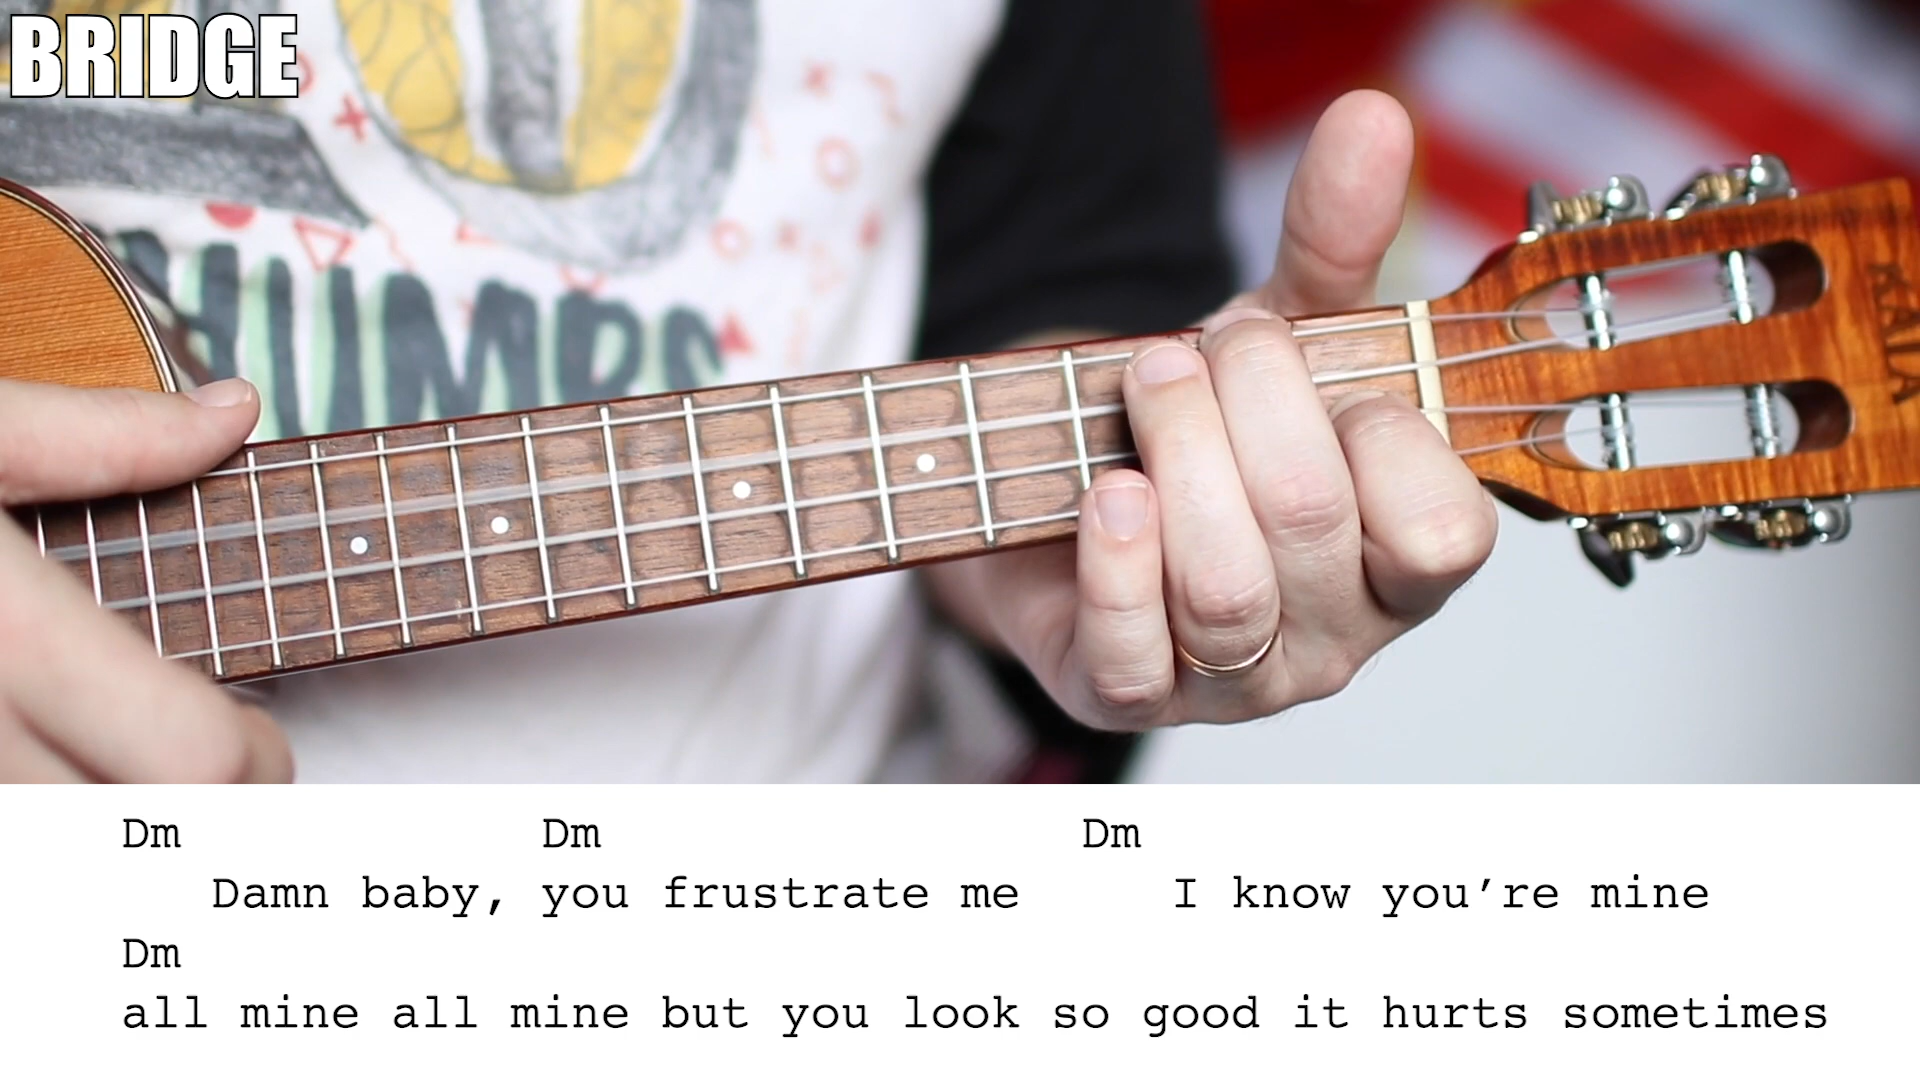 BRIDGE
KALA
Dm Dm Dm
Damn baby, you frustrate me I know you’re mine
Dm
all mine all mine but you look so good it hurts sometimes